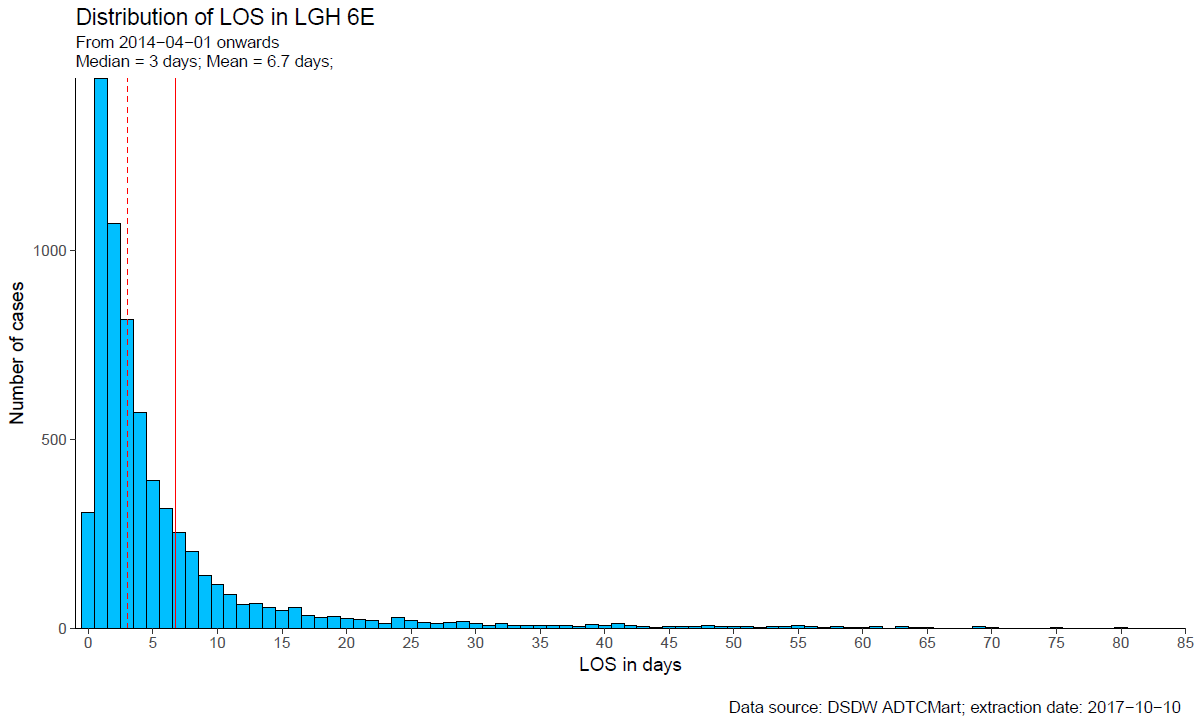 Distribution of LOS in LGH 6E
From 2014−04−01 onwards
Median = 3 days; Mean = 6.7 days;
Number of cases
1000
500
0
0 5 10 15 20 25 30 35 40 45 50 55 60 65 70 75 80 85
LOS in days
Data source: DSDW ADTCMart; extraction date: 2017−10−10